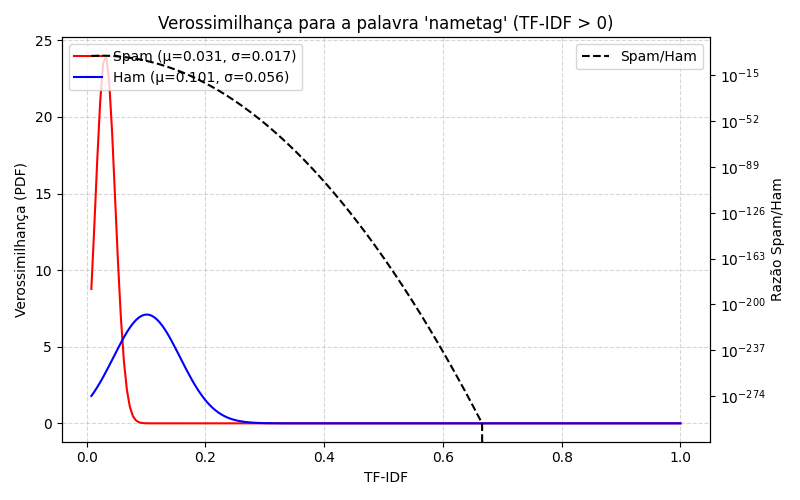 Verossimilhança para a palavra 'nametag' (TF-IDF > 0)
Spam (μ=0.031, σ=0.017)
Ham (μ=0.101, σ=0.056)
Spam/Ham
Verossimilhança (PDF)
25
20
15
10
5
0
0.0 0.2 0.4 0.6 0.8 1.0
TF-IDF
10⁻¹⁵
10⁻⁵²
10⁻⁸⁹
10⁻¹²⁶
10⁻¹⁶³
10⁻²⁰⁰
10⁻²³⁷
10⁻²⁷⁴
Razão Spam/Ham